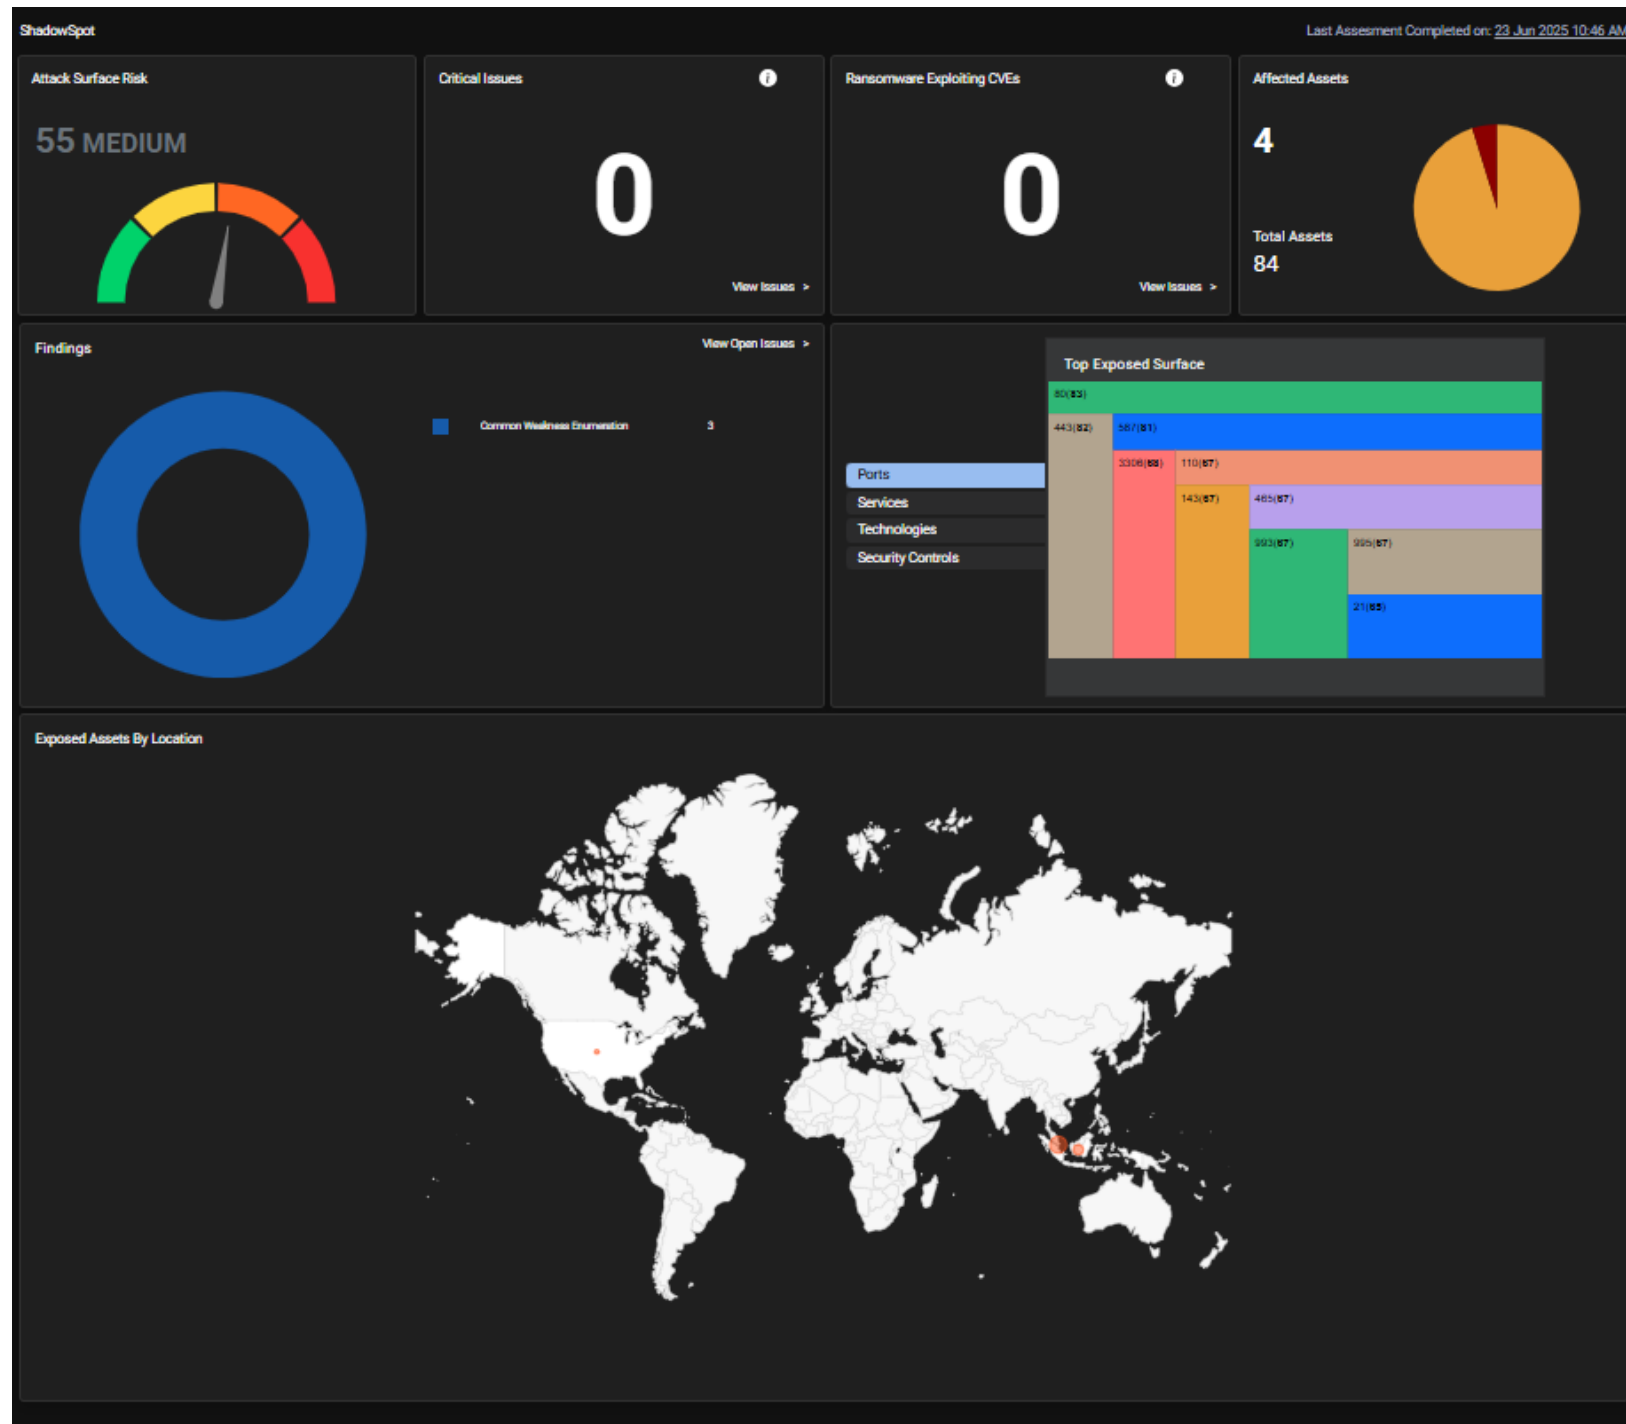 ShadowSpot
Last Assesment Completed on: 23 Jun 2025 10:46 AM
Attack Surface Risk
55 MEDIUM
Critical Issues
0
View Issues >
Ransomware Exploiting CVEs
0
View Issues >
Affected Assets
4
Total Assets
84
Findings
View Open Issues >
Common Weakness Enumeration 3
Ports
Services
Technologies
Security Controls
Top Exposed Surface
80(83)
443(82)
587(81)
3306(68)
110(67)
143(67)
465(67)
993(67)
995(67)
21(65)
Exposed Assets By Location